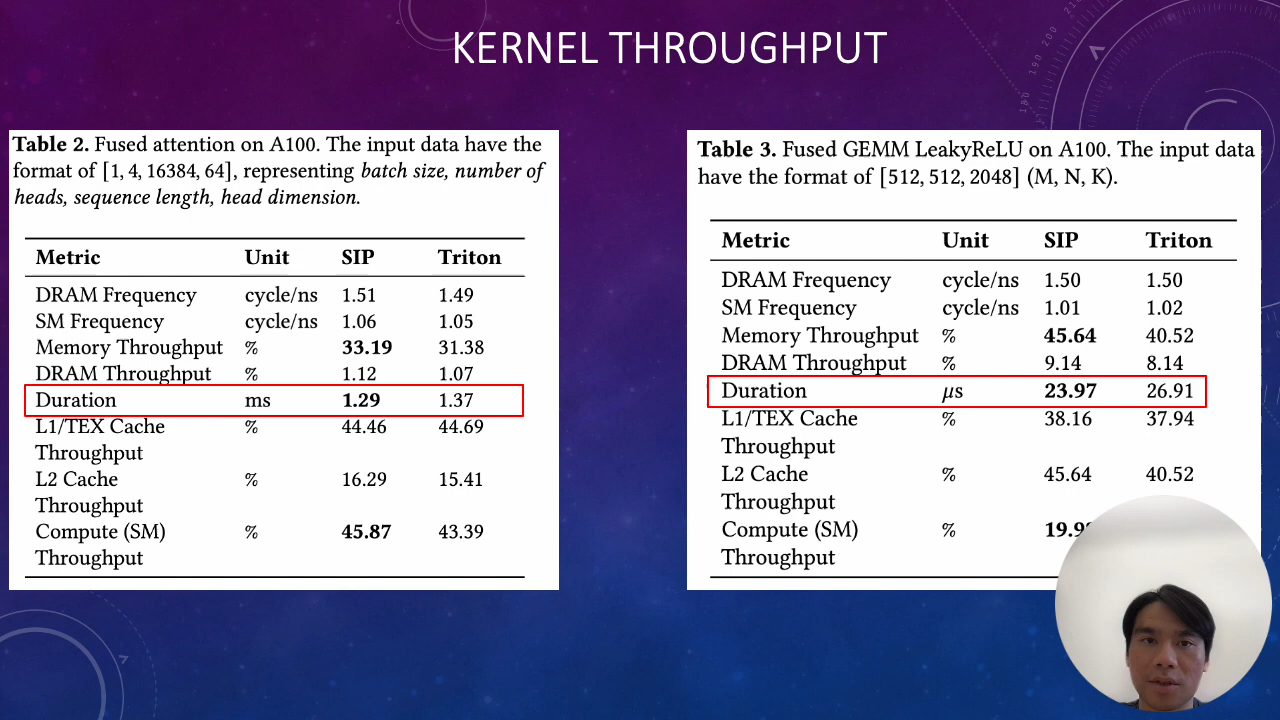 KERNEL THROUGHPUT
Table 2. Fused attention on A100. The input data have the
format of [1, 4, 16384, 64], representing batch size, number of
heads, sequence length, head dimension.
Metric Unit SIP Triton
DRAM Frequency cycle/ns 1.51 1.49
SM Frequency cycle/ns 1.06 1.05
Memory Throughput % 33.19 31.38
DRAM Throughput % 1.12 1.07
Duration ms 1.29 1.37
L1/TEX Cache % 44.46 44.69
Throughput
L2 Cache % 16.29 15.41
Throughput
Compute (SM) % 45.87 43.39
Throughput
Table 3. Fused GEMM LeakyReLU on A100. The input data
have the format of [512, 512, 2048] (M, N, K).
Metric Unit SIP Triton
DRAM Frequency cycle/ns 1.50 1.50
SM Frequency cycle/ns 1.01 1.02
Memory Throughput % 45.64 40.52
DRAM Throughput % 9.14 8.14
Duration μs 23.97 26.91
L1/TEX Cache % 38.16 37.94
Throughput
L2 Cache % 45.64 40.52
Throughput
Compute (SM) %
Throughput
180 190 200 210